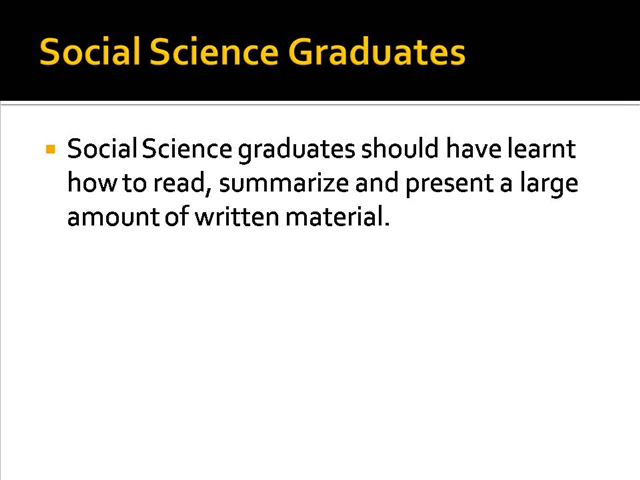 Social Science Graduates
Social Science graduates should have learnt
how to read, summarize and present a large
amount of written material.